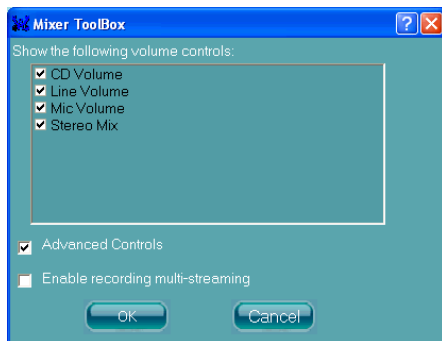 Mixer ToolBox
Show the following volume controls:
CD Volume
Line Volume
Mic Volume
Stereo Mix
Advanced Controls
Enable recording multi-streaming
OK
Cancel